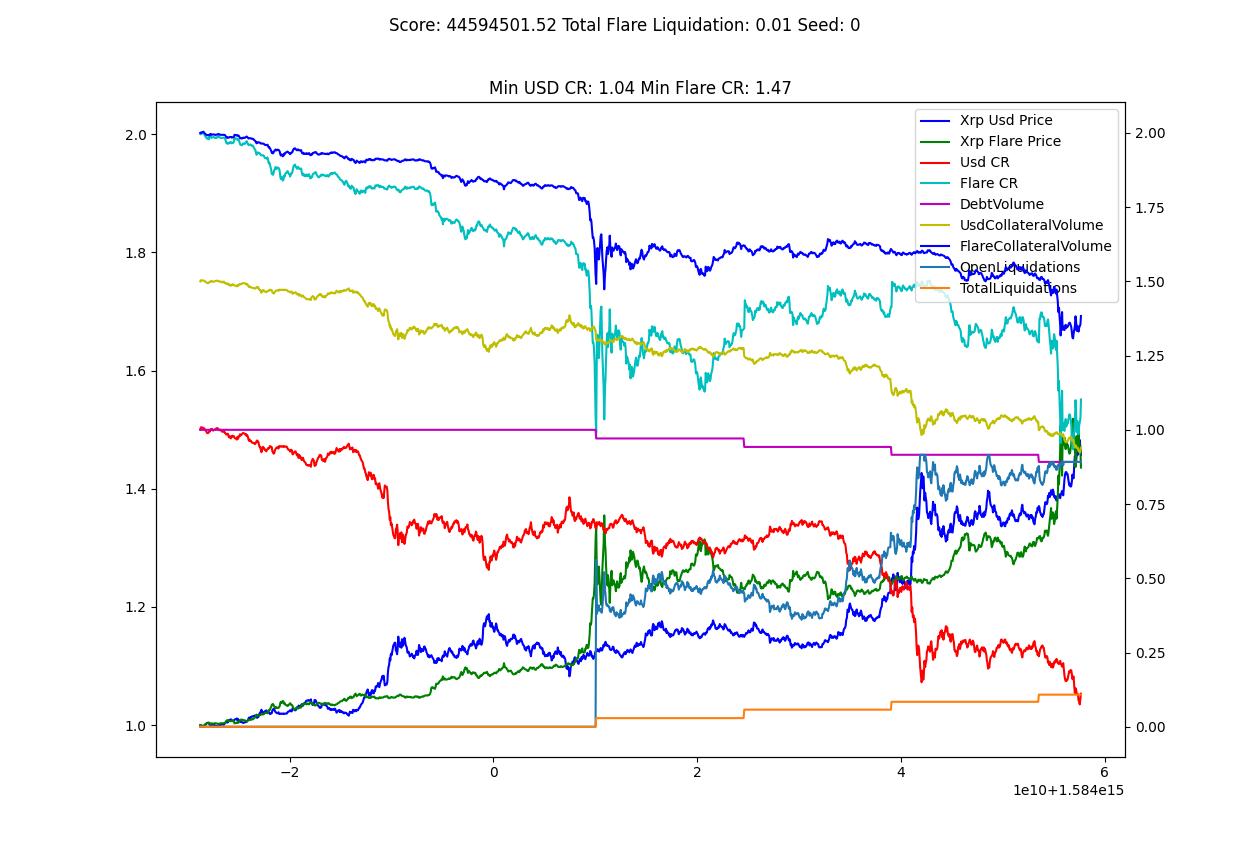 Score: 44594501.52 Total Flare Liquidation: 0.01 Seed: 0
Min USD CR: 1.04 Min Flare CR: 1.47
2.0
1.8
1.6
1.4
1.2
1.0
Xrp Usd Price
Xrp Flare Price
Usd CR
Flare CR
DebtVolume
UsdCollateralVolume
FlareCollateralVolume
OpenLiquidations
TotalLiquidations
2.00
1.75
1.50
1.25
1.00
0.75
0.50
0.25
0.00
−2 0 2 4 6
1e10+1.584e15